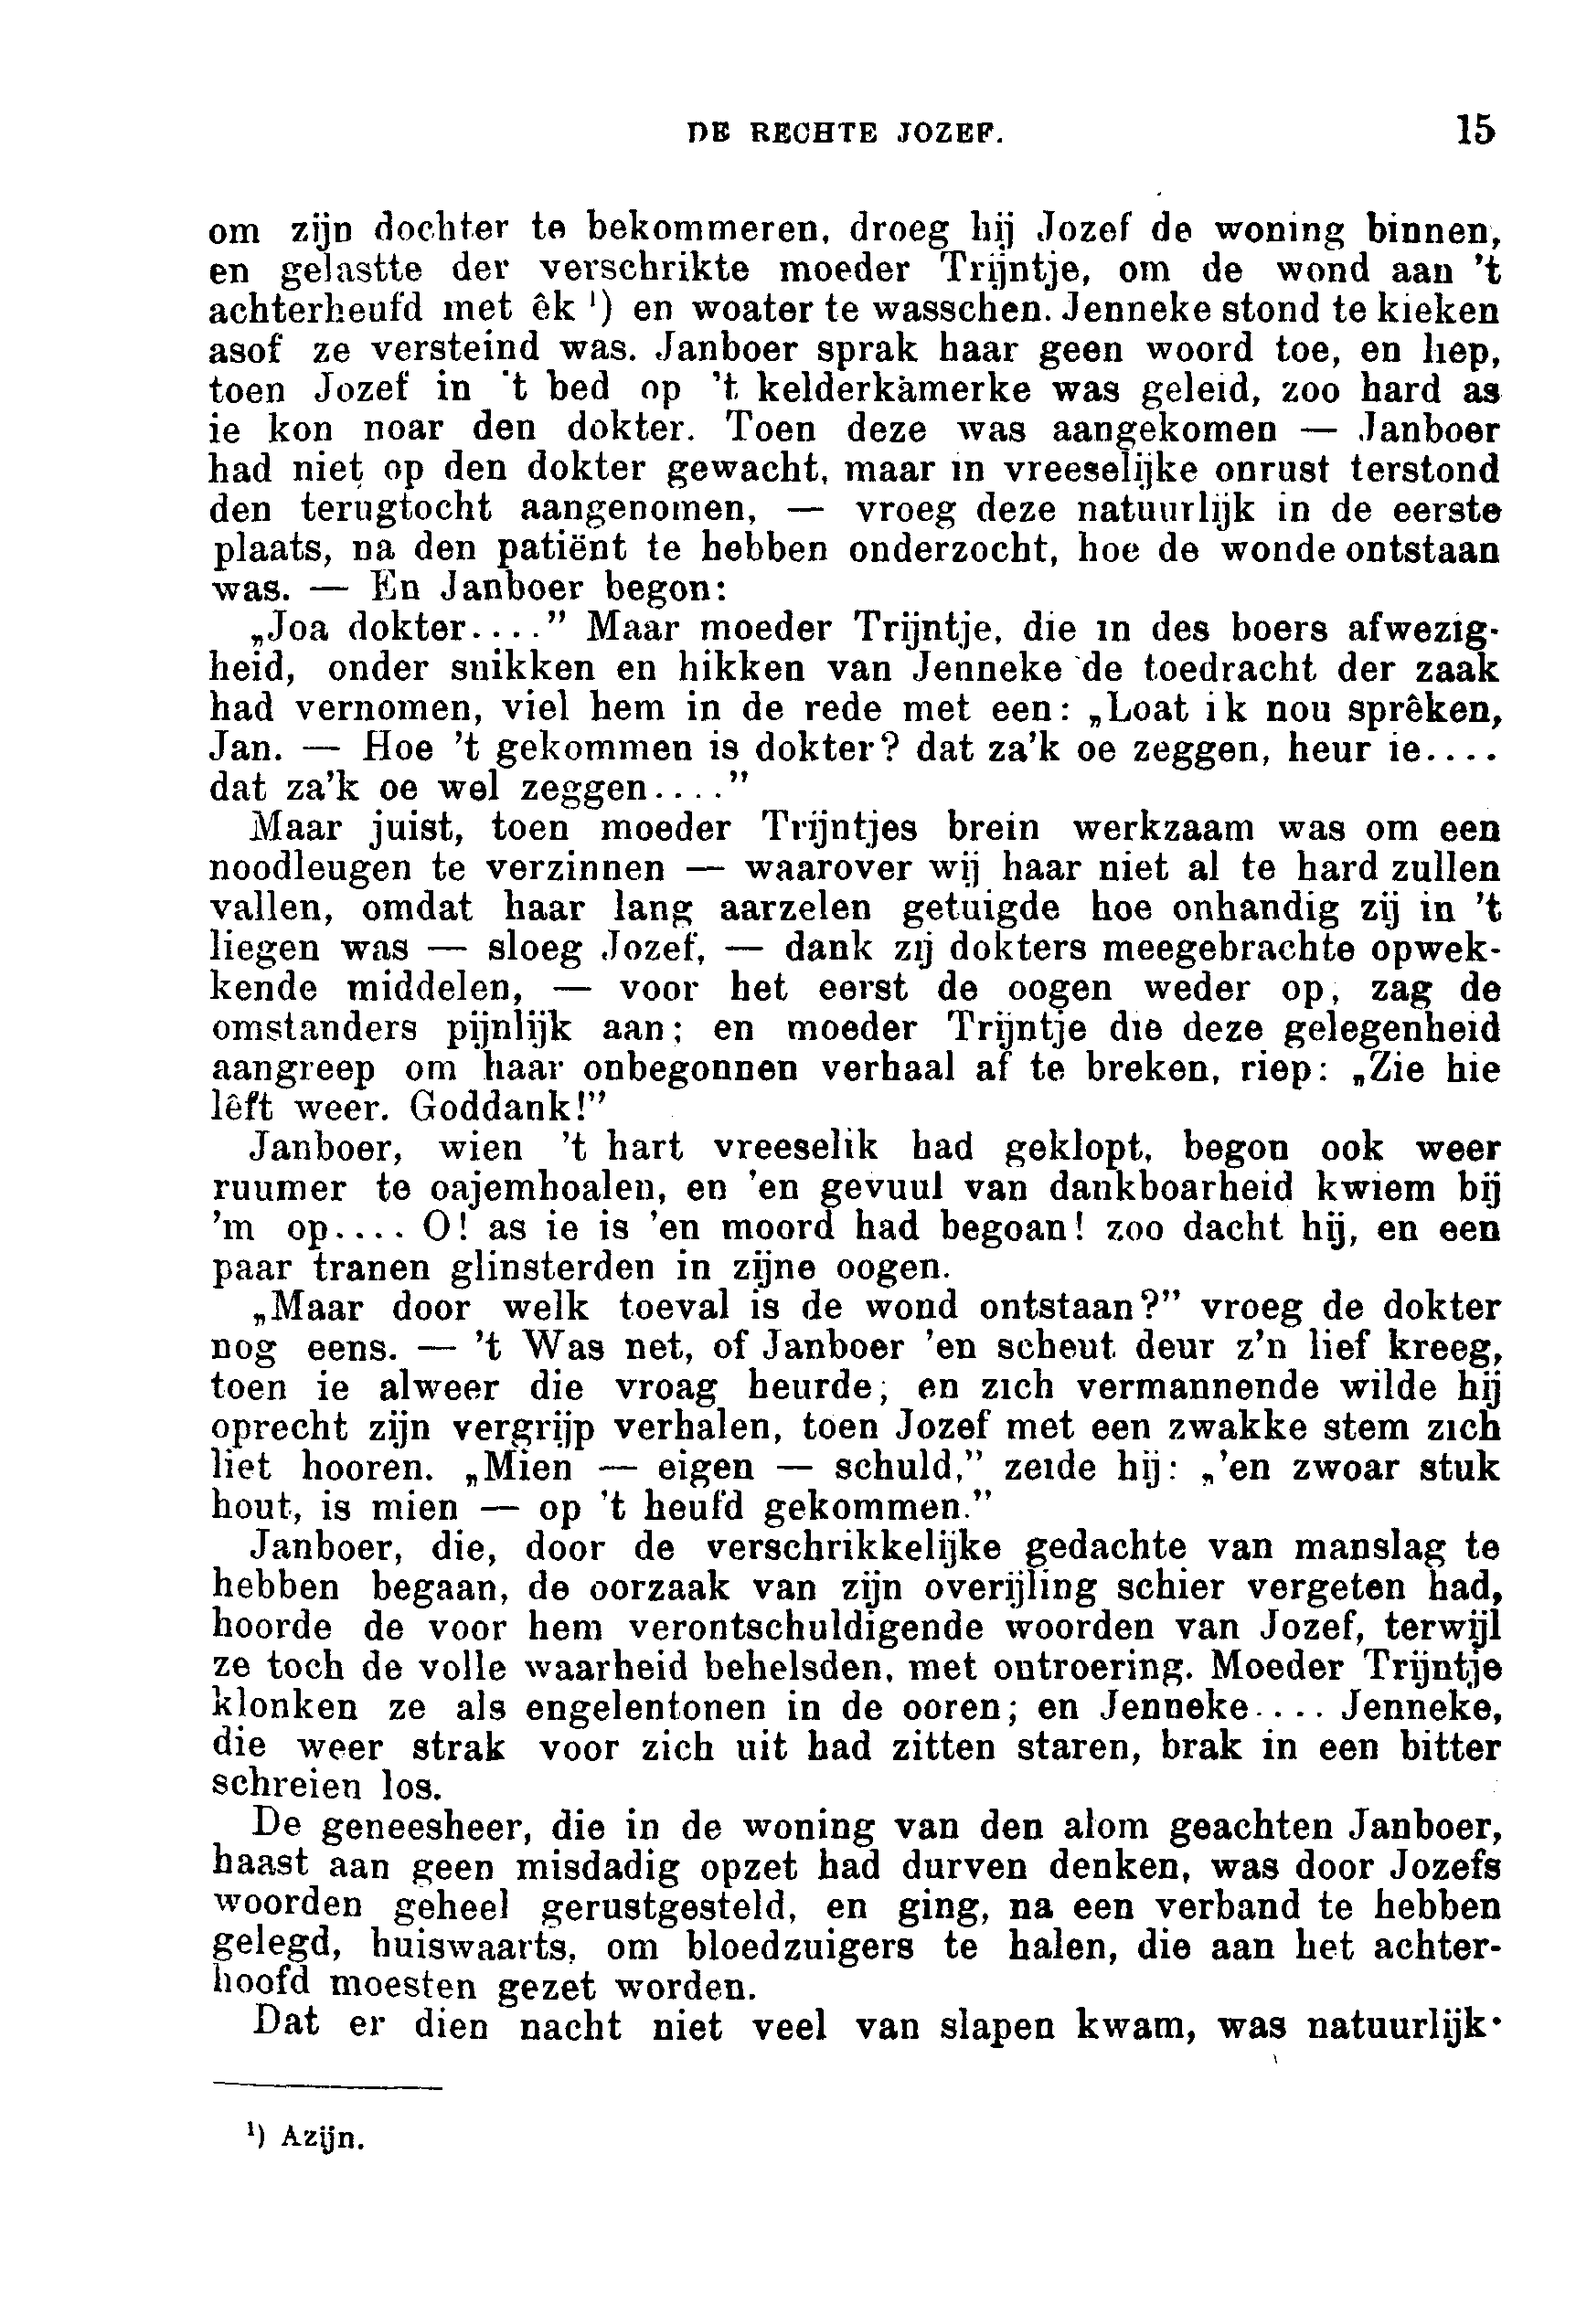 DE RECHTE JOZEF. 15
om zijn dochter te bekommeren, droeg hij Jozef de woning binnen,
en gelastte der verschrikte moeder Trijntje, om de wond aan 't
achterheufd met êk ¹) en woater te wasschen. Jenneke stond te kieken
asof ze versteind was. Janboer sprak haar geen woord toe, en liep,
toen Jozef in 't bed op 't kelderkàmerke was geleid, zoo hard as
ie kon noar den dokter. Toen deze was aangekomen — Janboer
had niet op den dokter gewacht, maar in vreeselijke onrust terstond
den terugtocht aangenomen, — vroeg deze natuurlijk in de eerste
plaats, na den patiënt te hebben onderzocht, hoe de wonde ontstaan
was. — En Janboer begon:
„Joa dokter....” Maar moeder Trijntje, die in des boers afwezig-
heid, onder snikken en hikken van Jenneke de toedracht der zaak
had vernomen, viel hem in de rede met een: „Loat ik nou sprêken,
Jan. — Hoe 't gekommen is dokter? dat za'k oe zeggen, heur ie....
dat za'k oe wel zeggen....”
Maar juist, toen moeder Trijntjes brein werkzaam was om een
noodleugen te verzinnen — waarover wij haar niet al te hard zullen
vallen, omdat haar lang aarzelen getuigde hoe onhandig zij in 't
liegen was — sloeg Jozef, — dank zij dokters meegebrachte opwek-
kende middelen, — voor het eerst de oogen weder op, zag de
omstanders pijnlijk aan; en moeder Trijntje die deze gelegenheid
aangreep om haar onbegonnen verhaal af te breken, riep: „Zie hie
lêft weer. Goddank!”
Janboer, wien 't hart vreeselik had geklopt, begon ook weer
ruumer te oajemhoalen, en 'en gevuul van dankboarheid kwiem bij
'm op.... O! as ie is 'en moord had begoan! zoo dacht hij, en een
paar tranen glinsterden in zijne oogen.
„Maar door welk toeval is de wond ontstaan?” vroeg de dokter
nog eens. — 't Was net, of Janboer 'en scheut deur z'n lief kreeg,
toen ie alweer die vroag heurde; en zich vermannende wilde hij
oprecht zijn vergrijp verhalen, toen Jozef met een zwakke stem zich
liet hooren. „Mien — eigen — schuld,” zeide hij: „'en zwoar stuk
hout, is mien — op 't heufd gekommen.”
Janboer, die, door de verschrikkelijke gedachte van manslag te
hebben begaan, de oorzaak van zijn overijling schier vergeten had,
hoorde de voor hem verontschuldigende woorden van Jozef, terwijl
ze toch de volle waarheid behelsden, met ontroering. Moeder Trijntje
klonken ze als engelentonen in de ooren; en Jenneke.... Jenneke,
die weer strak voor zich uit had zitten staren, brak in een bitter
schreien los.
De geneesheer, die in de woning van den alom geachten Janboer,
haast aan geen misdadig opzet had durven denken, was door Jozefs
woorden geheel gerustgesteld, en ging, na een verband te hebben
gelegd, huiswaarts, om bloedzuigers te halen, die aan het achter-
hoofd moesten gezet worden.
Dat er dien nacht niet veel van slapen kwam, was natuurlijk·
¹) Azijn.